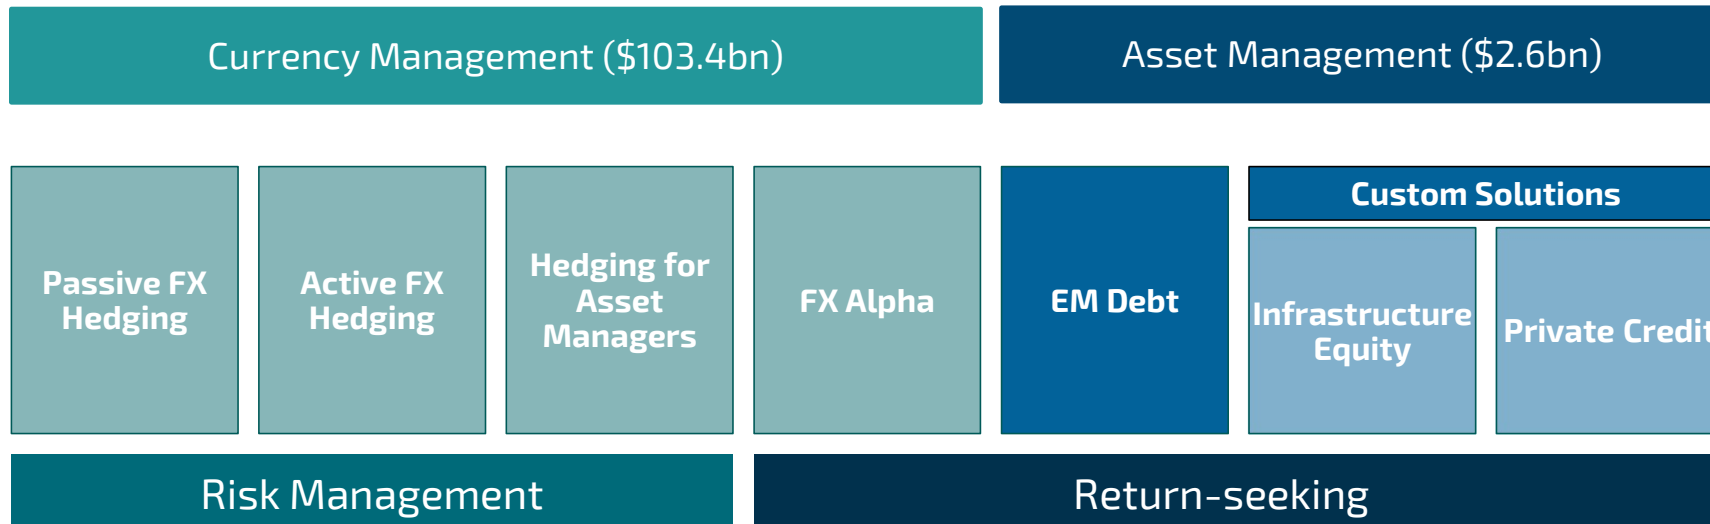 Currency Management ($103.4bn)
Asset Management ($2.6bn)
Passive FX
Hedging
Active FX
Hedging
Hedging for
Asset
Managers
FX Alpha
EM Debt
Custom Solutions
Infrastructure
Equity
Private Credit
Risk Management
Return-seeking